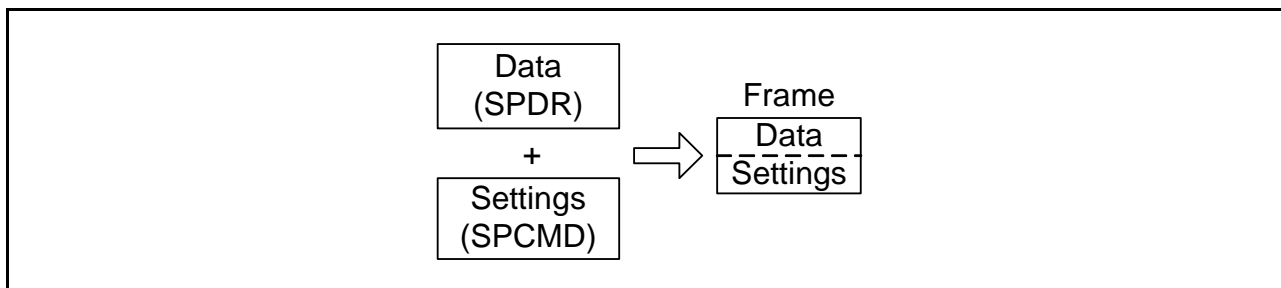 Data
(SPDR)
+
Settings
(SPCMD)
Frame
Data
Settings